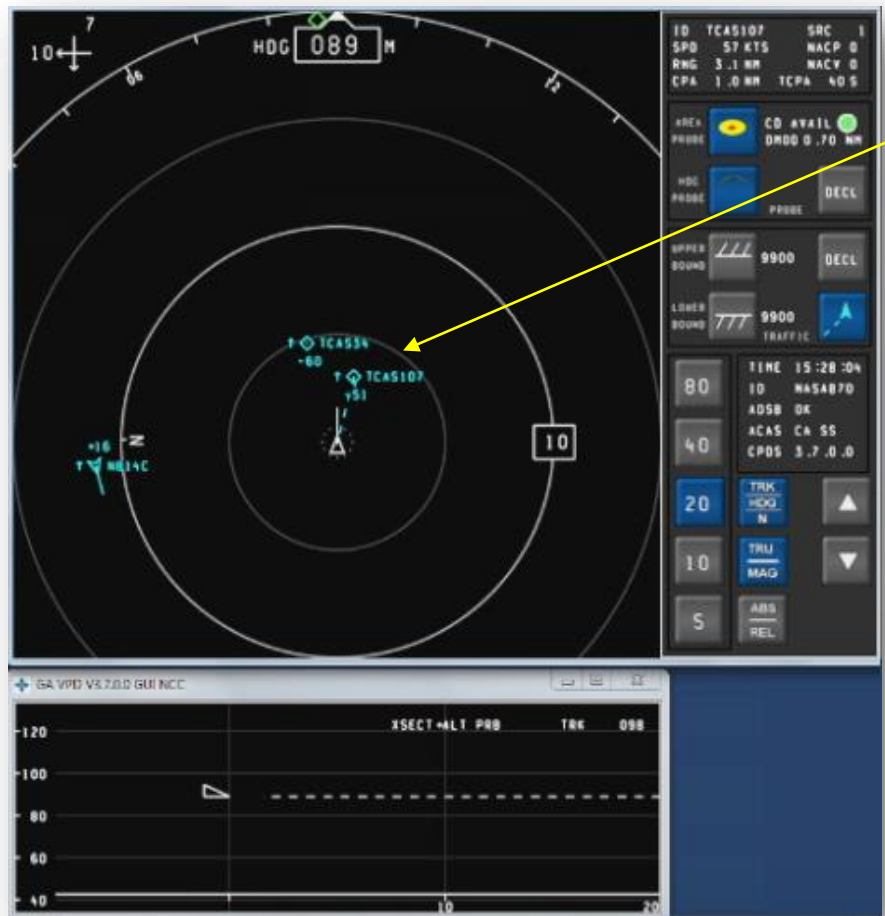 7
10
HDG 089 M
06
12
ID TCAS107 SRC 1
SPD 57 KTS NACP 0
RNG 3.1 NM NACV 0
CPA 1.0 NM TCPA 40 S
AREA PROBE
CD AVAIL
DMOD 0.70 NM
HDG PROBE
PROBE
DECL
UPPER BOUND
9900
DECL
LOWER BOUND
9900
TRAFFIC
TCAS34
-60
TCAS107
51
+16
N
N814C
10
80
40
20
10
5
TIME 15:28:04
ID NASA870
ADSB OK
ACAS CA SS
CPDS 3.7.0.0
TRK
HDG
N
TRU
MAG
ABS
REL
GA VPD V3.7.0.0 GUI NCC
XSECT+ALT PRB TRK 098
120
100
80
60
40
10
20